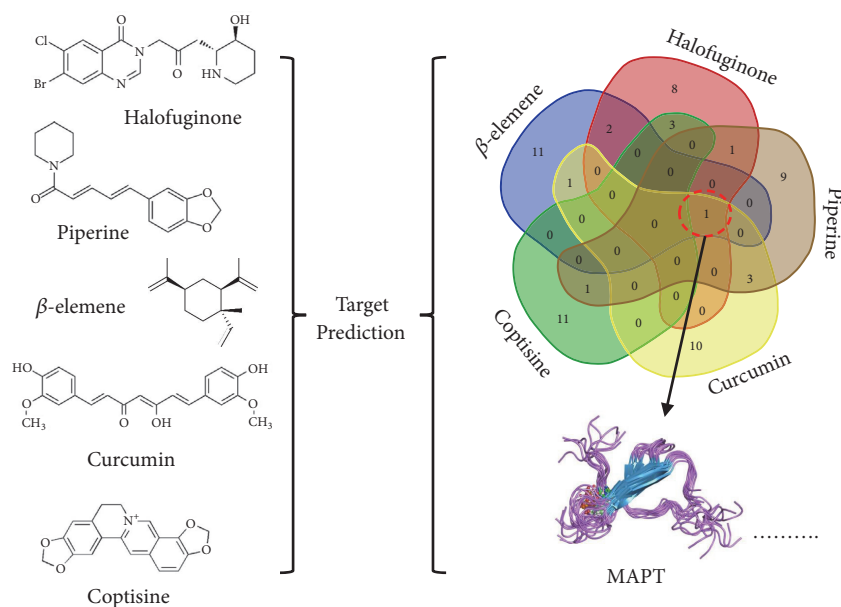 O
O
OH
Cl
Br
N
N
HN
Halofuginone
N
O
O
O
Piperine
β-elemene
HO
OH
O
OH
O
O
CH3
CH3
Curcumin
O
O
N+
O
O
Coptisine
Target
Prediction
Halofuginone
β-elemene
Piperine
Coptisine
Curcumin
8
2
3
1
11
0
0
9
1
0
0
0
0
0
0
1
0
0
0
0
0
0
0
1
0
3
11
0
0
10
MAPT
..........